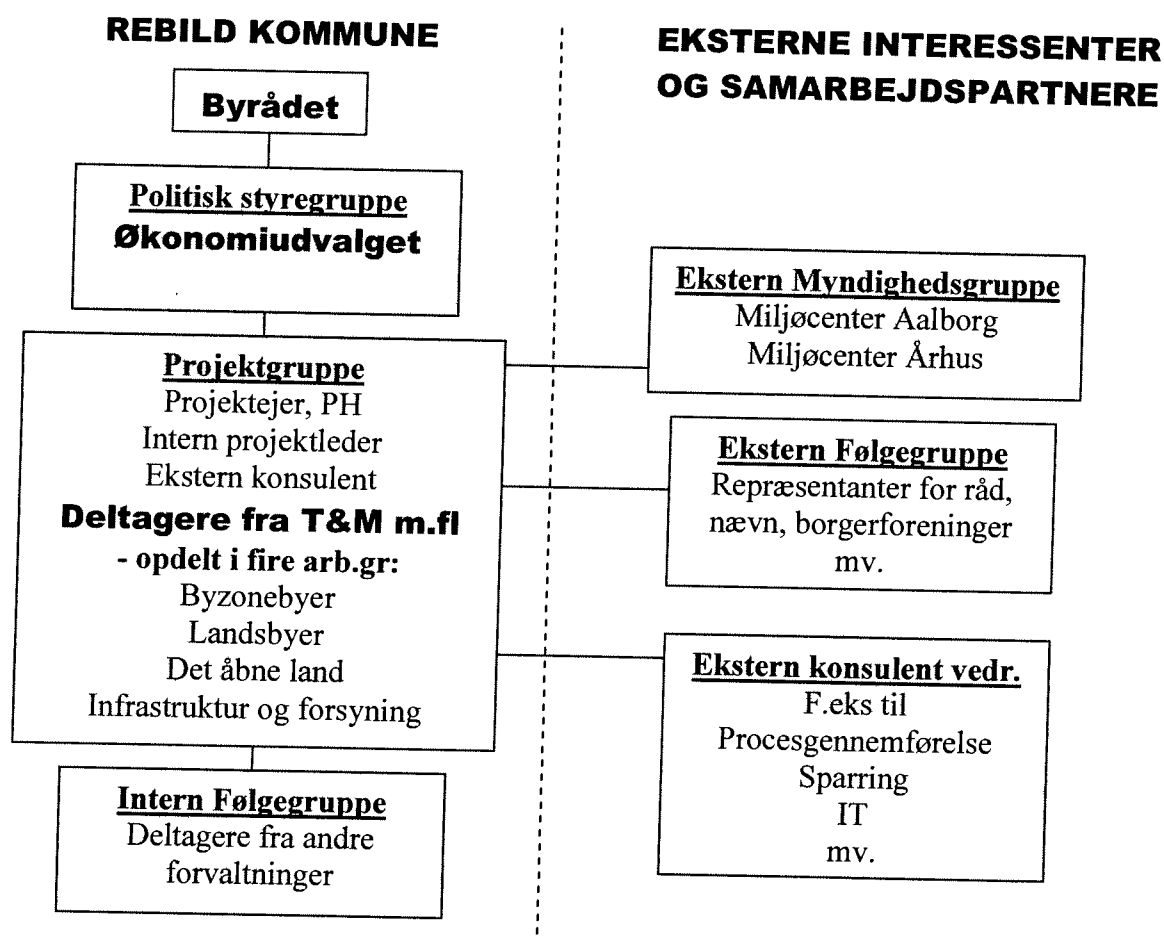 REBILD KOMMUNE
Byrådet
Politisk styregruppe
Økonomiudvalget
Projektgruppe
Projektejer, PH
Intern projektleder
Ekstern konsulent
Deltagere fra T&M m.fl
- opdelt i fire arb.gr:
Byzonebyer
Landsbyer
Det åbne land
Infrastruktur og forsyning
Intern Følgegruppe
Deltagere fra andre
forvaltninger
EKSTERNE INTERESSENTER
OG SAMARBEJDSPARTNERE
Ekstern Myndighedsgruppe
Miljøcenter Aalborg
Miljøcenter Århus
Ekstern Følgegruppe
Repræsentanter for råd,
nævn, borgerforeninger
mv.
Ekstern konsulent vedr.
F.eks til
Procesgennemførelse
Sparring
IT
mv.